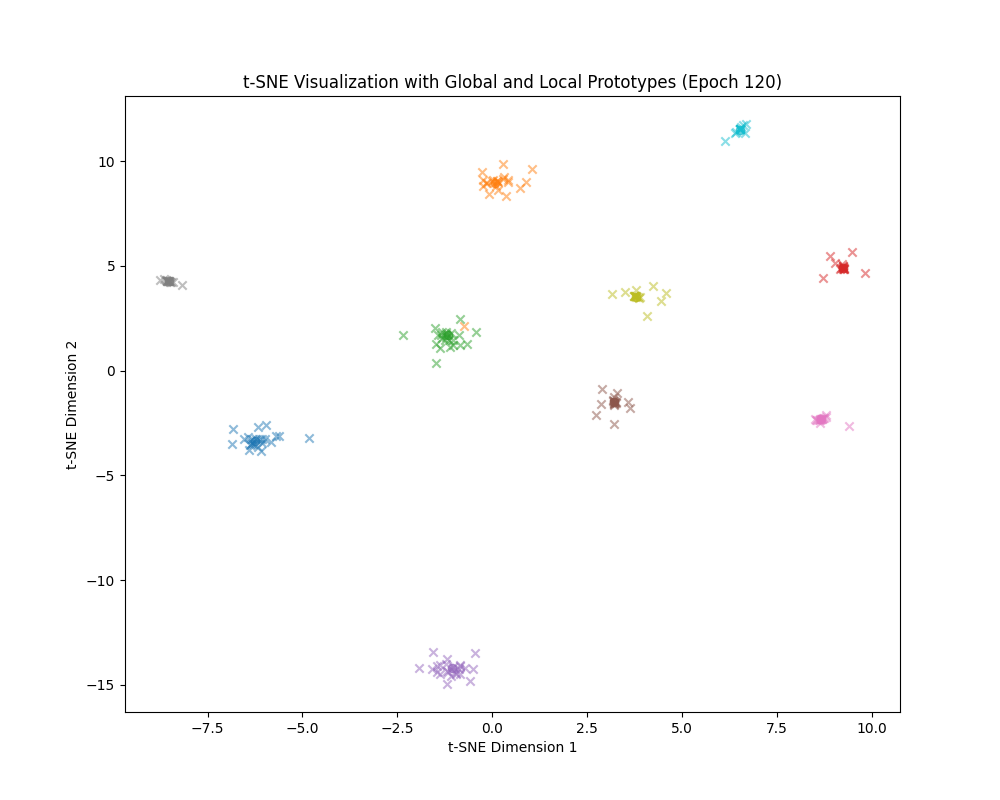 t-SNE Visualization with Global and Local Prototypes (Epoch 120)
10
5
0
−5
−10
−15
t-SNE Dimension 2
−7.5 −5.0 −2.5 0.0 2.5 5.0 7.5 10.0
t-SNE Dimension 1